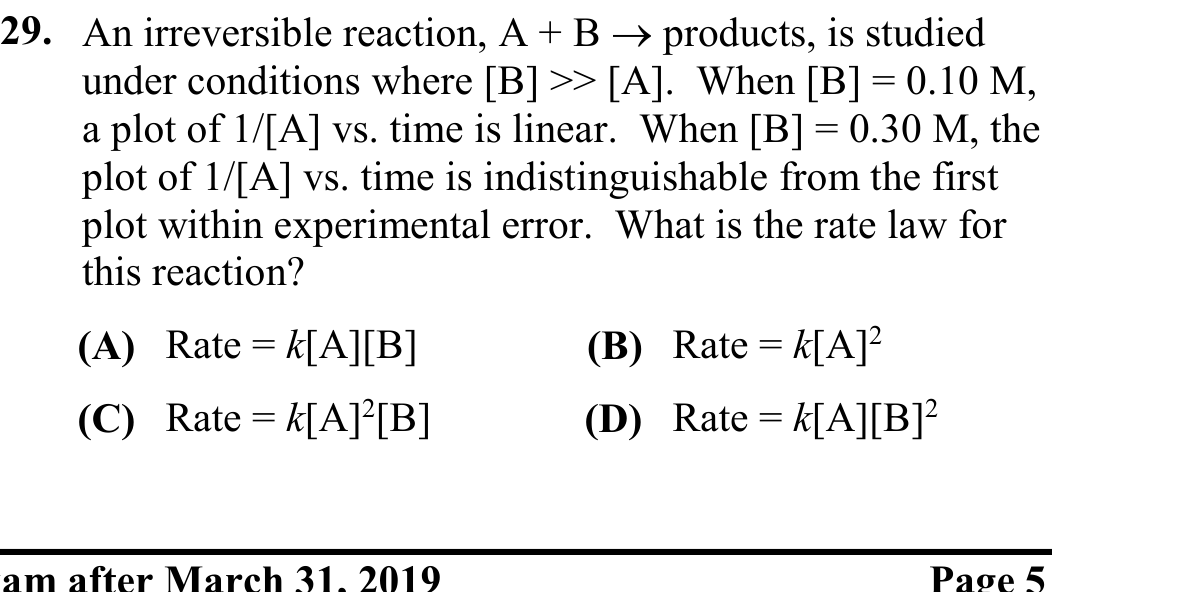 29. An irreversible reaction, A + B → products, is studied
under conditions where [B] >> [A]. When [B] = 0.10 M,
a plot of 1/[A] vs. time is linear. When [B] = 0.30 M, the
plot of 1/[A] vs. time is indistinguishable from the first
plot within experimental error. What is the rate law for
this reaction?
(A) Rate = k[A][B] (B) Rate = k[A]²
(C) Rate = k[A]²[B] (D) Rate = k[A][B]²
am after March 31, 2019 Page 5